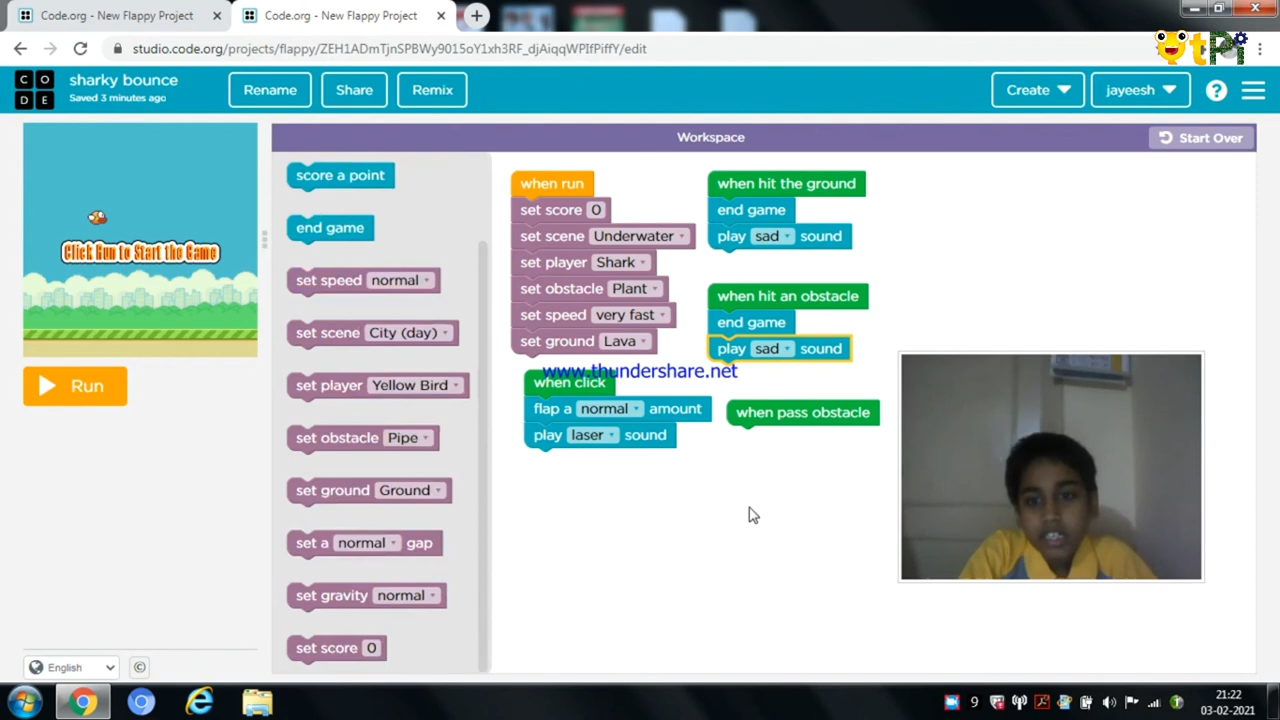 Code.org - New Flappy Project
Code.org - New Flappy Project
studio.code.org/projects/flappy/ZEH1ADmTjnSPBWy9015oY1xh3RF_djAiqqWPIfPiffY/edit
OtPi
CODE
sharky bounce
Saved 3 minutes ago
Rename
Share
Remix
Create
jayeesh
?
Workspace
Start Over
Click Run to Start the Game
Run
score a point
end game
set speed normal
set scene City (day)
set player Yellow Bird
set obstacle Pipe
set ground Ground
set a normal gap
set gravity normal
set score 0
when run
set score 0
set scene Underwater
set player Shark
set obstacle Plant
set speed very fast
set ground Lava
www.thundershare.net
when click
flap a normal amount
play laser sound
when hit the ground
end game
play sad sound
when hit an obstacle
end game
play sad sound
when pass obstacle
English
©
9
21:22
03-02-2021